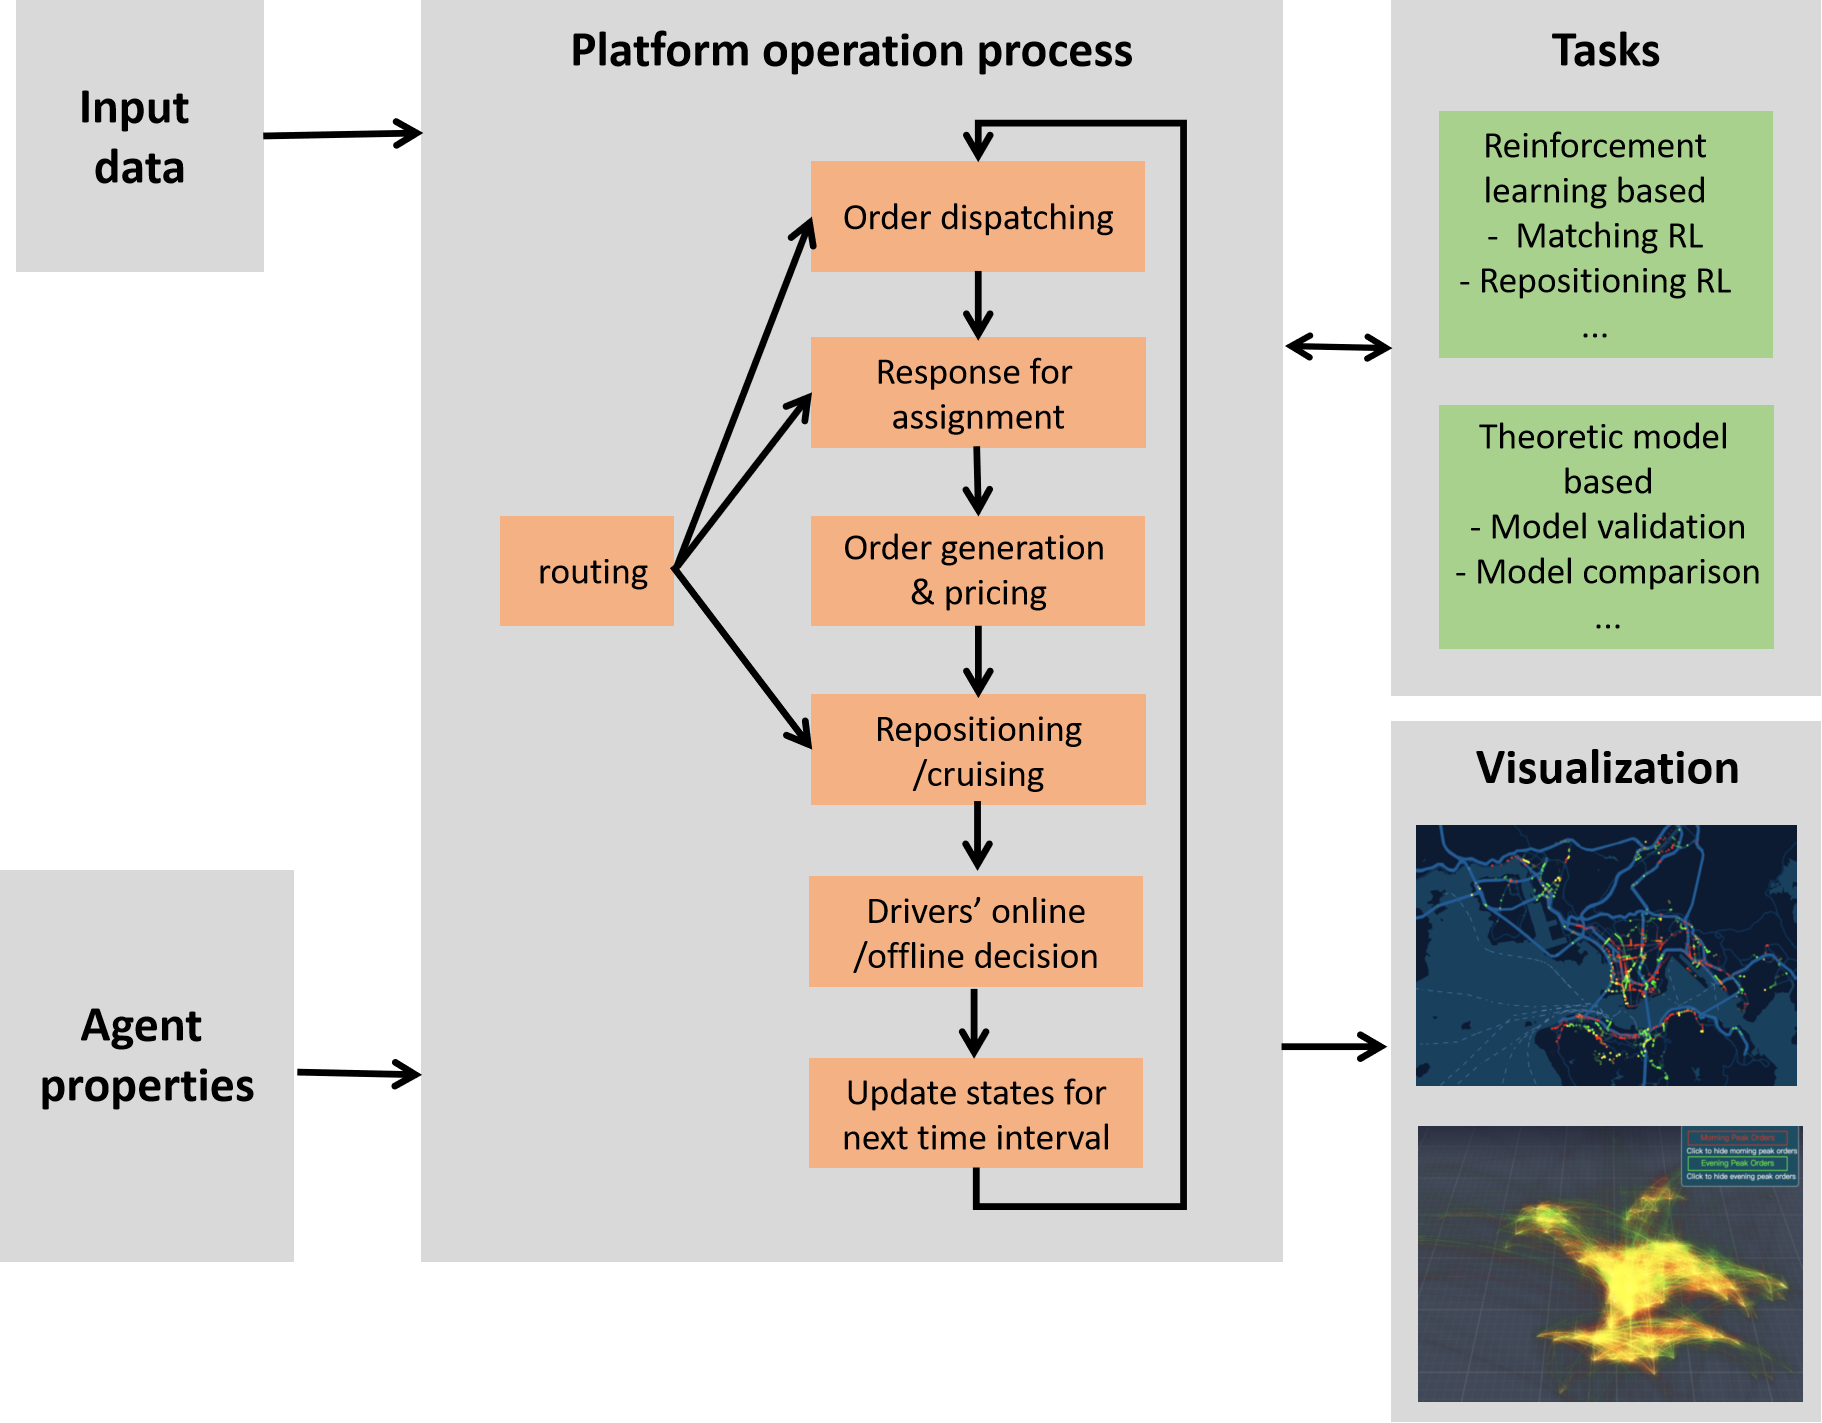 Input
data
Agent
properties
Platform operation process
Order dispatching
Response for
assignment
Order generation
& pricing
routing
Repositioning
/cruising
Drivers’ online
/offline decision
Update states for
next time interval
Tasks
Reinforcement
learning based
- Matching RL
- Repositioning RL
...
Theoretic model
based
- Model validation
- Model comparison
...
Visualization
Morning Peak Orders
Click to hide morning peak orders
Evening Peak Orders
Click to hide evening peak orders